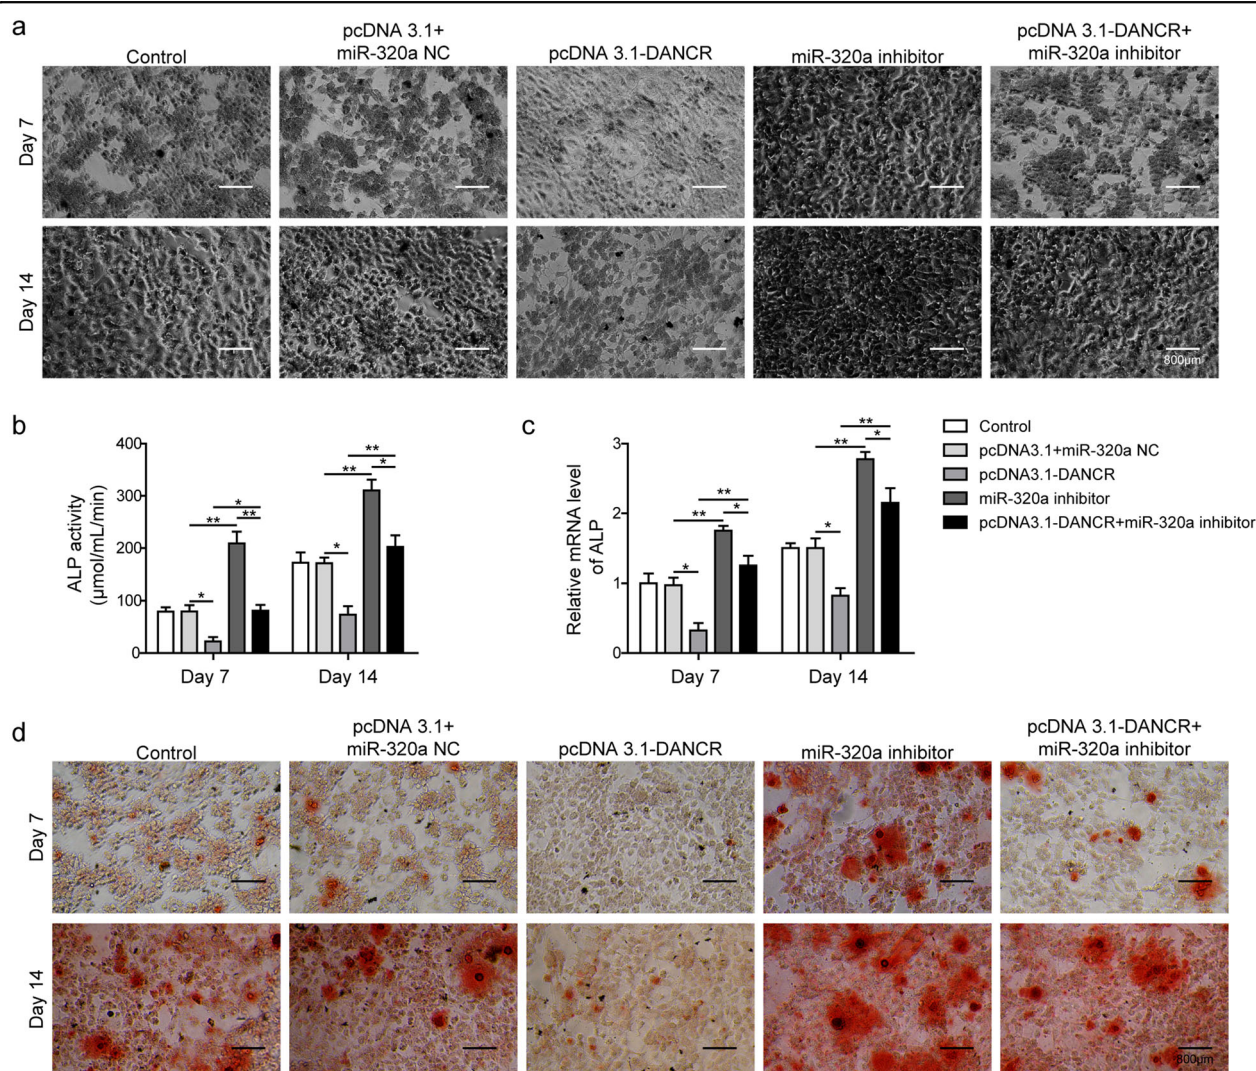 a
Control
pcDNA 3.1+
miR-320a NC
pcDNA 3.1-DANCR
miR-320a inhibitor
pcDNA 3.1-DANCR+
miR-320a inhibitor
Day 7
Day 14
800μm
b
ALP activity
(μmol/mL/min)
400
300
200
100
0
*
**
**
*
*
**
*
**
Day 7
Day 14
c
Relative mRNA level
of ALP
3
2
1
0
*
**
*
**
*
**
*
**
Day 7
Day 14
Control
pcDNA3.1+miR-320a NC
pcDNA3.1-DANCR
miR-320a inhibitor
pcDNA3.1-DANCR+miR-320a inhibitor
d
Control
pcDNA 3.1+
miR-320a NC
pcDNA 3.1-DANCR
miR-320a inhibitor
pcDNA 3.1-DANCR+
miR-320a inhibitor
Day 7
Day 14
800μm